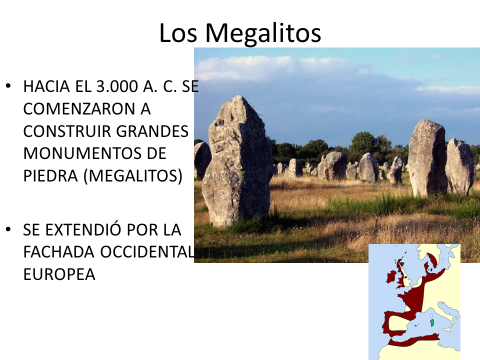 Los Megalitos
• HACIA EL 3.000 A. C. SE
COMENZARON A
CONSTRUIR GRANDES
MONUMENTOS DE
PIEDRA (MEGALITOS)
• SE EXTENDIÓ POR LA
FACHADA OCCIDENTAL
EUROPEA